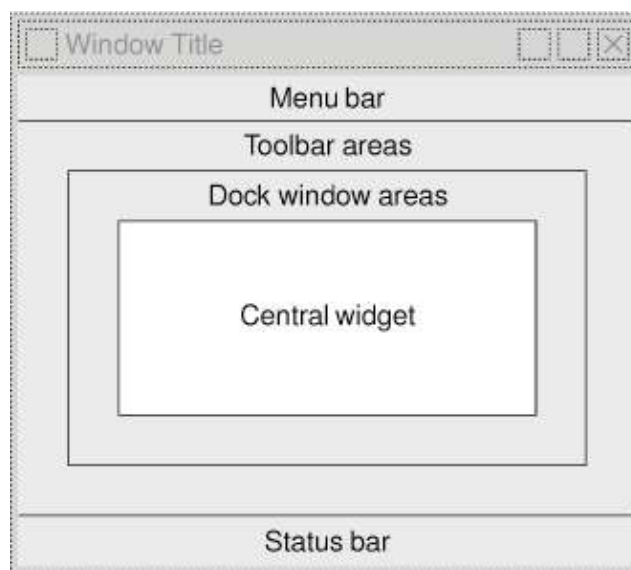 Window Title
Menu bar
Toolbar areas
Dock window areas
Central widget
Status bar